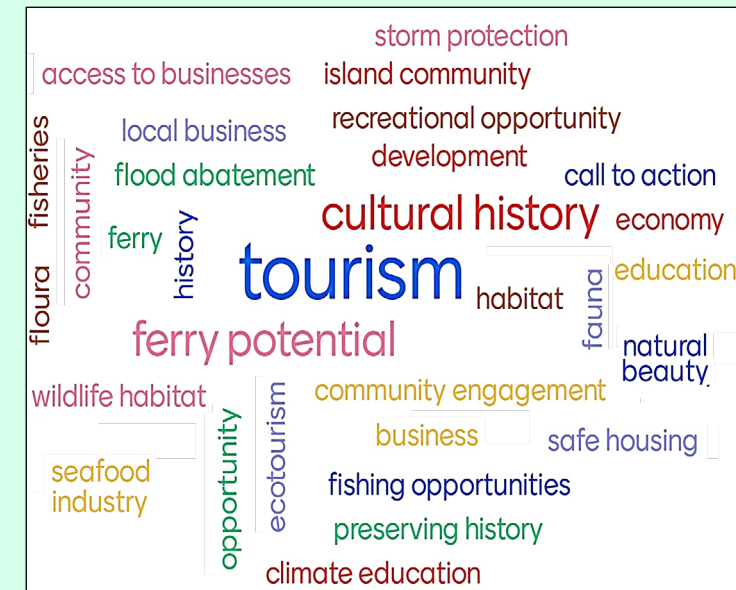 storm protection
access to businesses
island community
recreational opportunity
local business
fisheries
development
community
flood abatement
call to action
cultural history
economy
ferry
history
tourism
education
habitat
fauna
floura
ferry potential
natural
beauty
wildlife habitat
community engagement
business
safe housing
opportunity
ecotourism
seafood
industry
fishing opportunities
preserving history
climate education